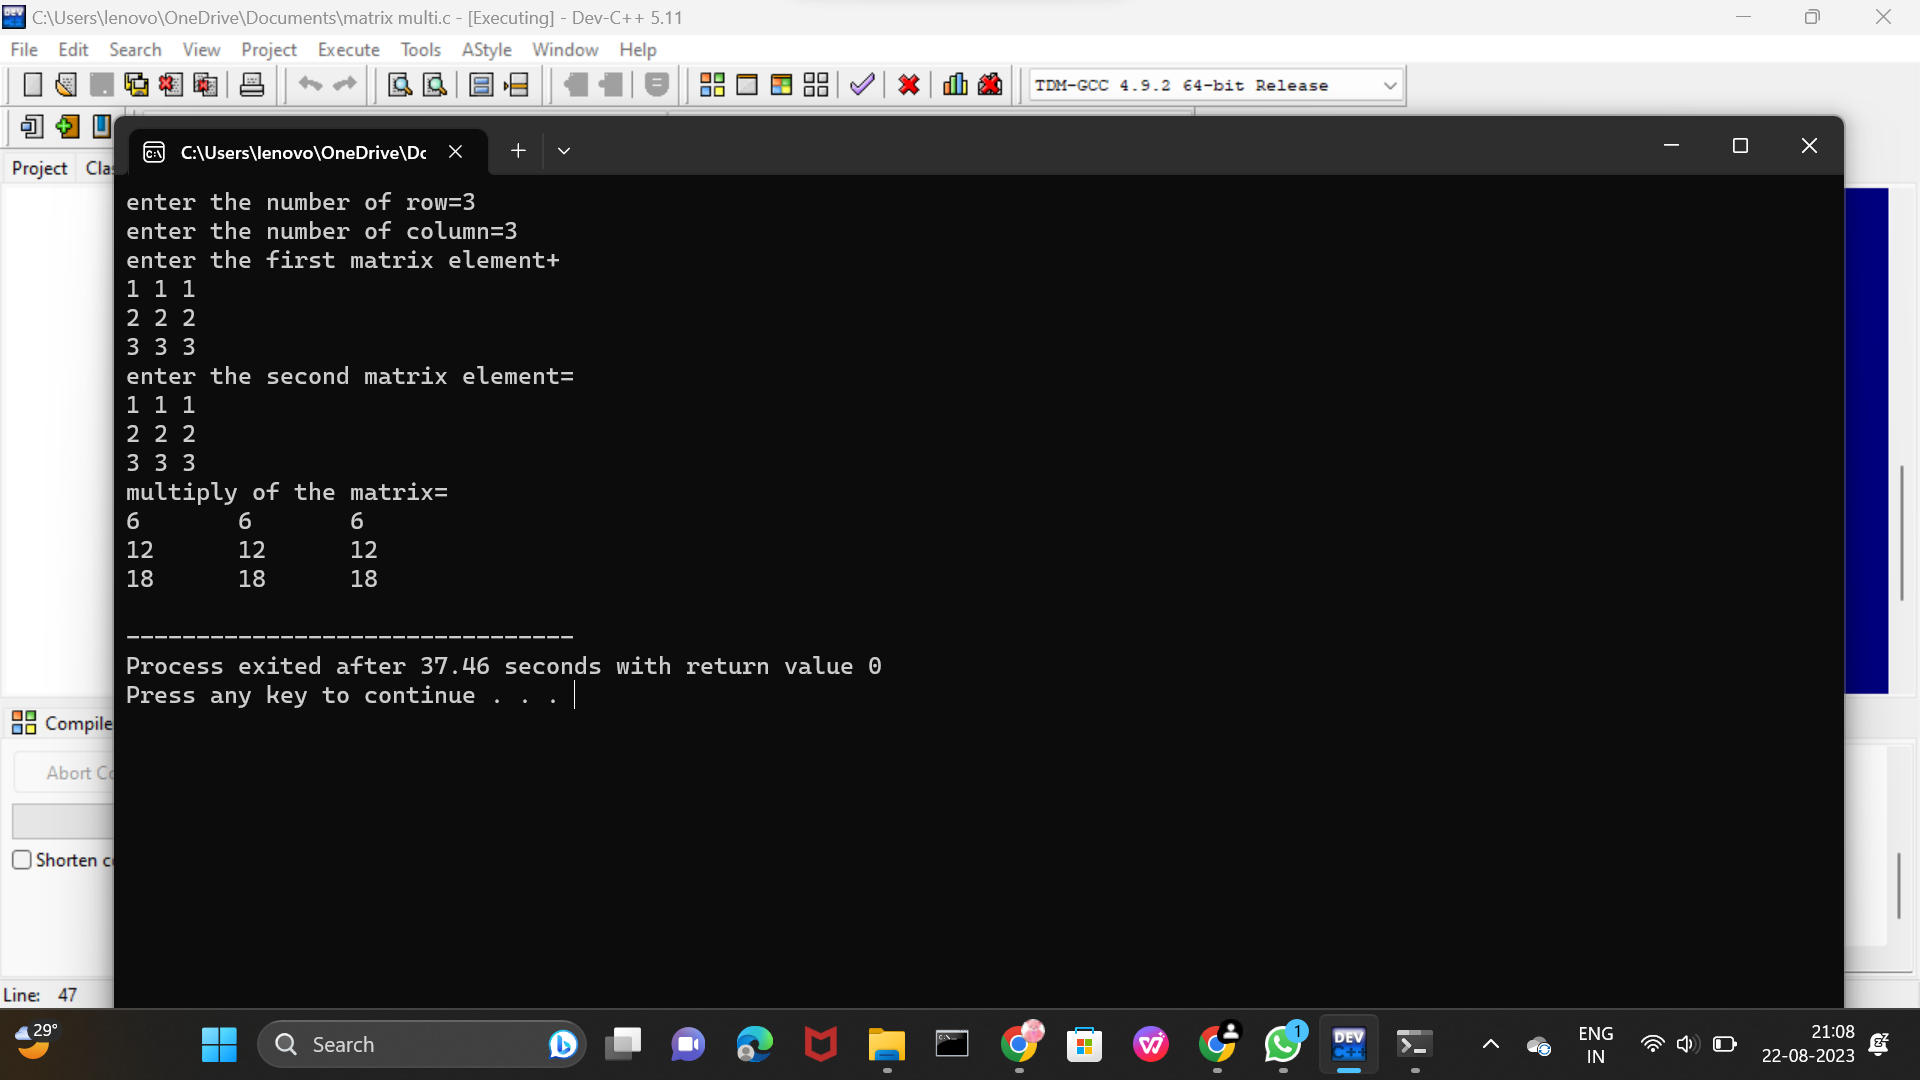 C:\Users\lenovo\OneDrive\Documents\matrix multi.c - [Executing] - Dev-C++ 5.11
File Edit Search View Project Execute Tools AStyle Window Help
TDM-GCC 4.9.2 64-bit Release
Project Cla
C:\Users\lenovo\OneDrive\Do
enter the number of row=3
enter the number of column=3
enter the first matrix element+
1 1 1
2 2 2
3 3 3
enter the second matrix element=
1 1 1
2 2 2
3 3 3
multiply of the matrix=
6 6 6
12 12 12
18 18 18
--------------------------------
Process exited after 37.46 seconds with return value 0
Press any key to continue . . .
Compile
Abort Co
Shorten c
Line: 47
29°
Search
1
DEV
C++
ENG
IN
21:08
22-08-2023